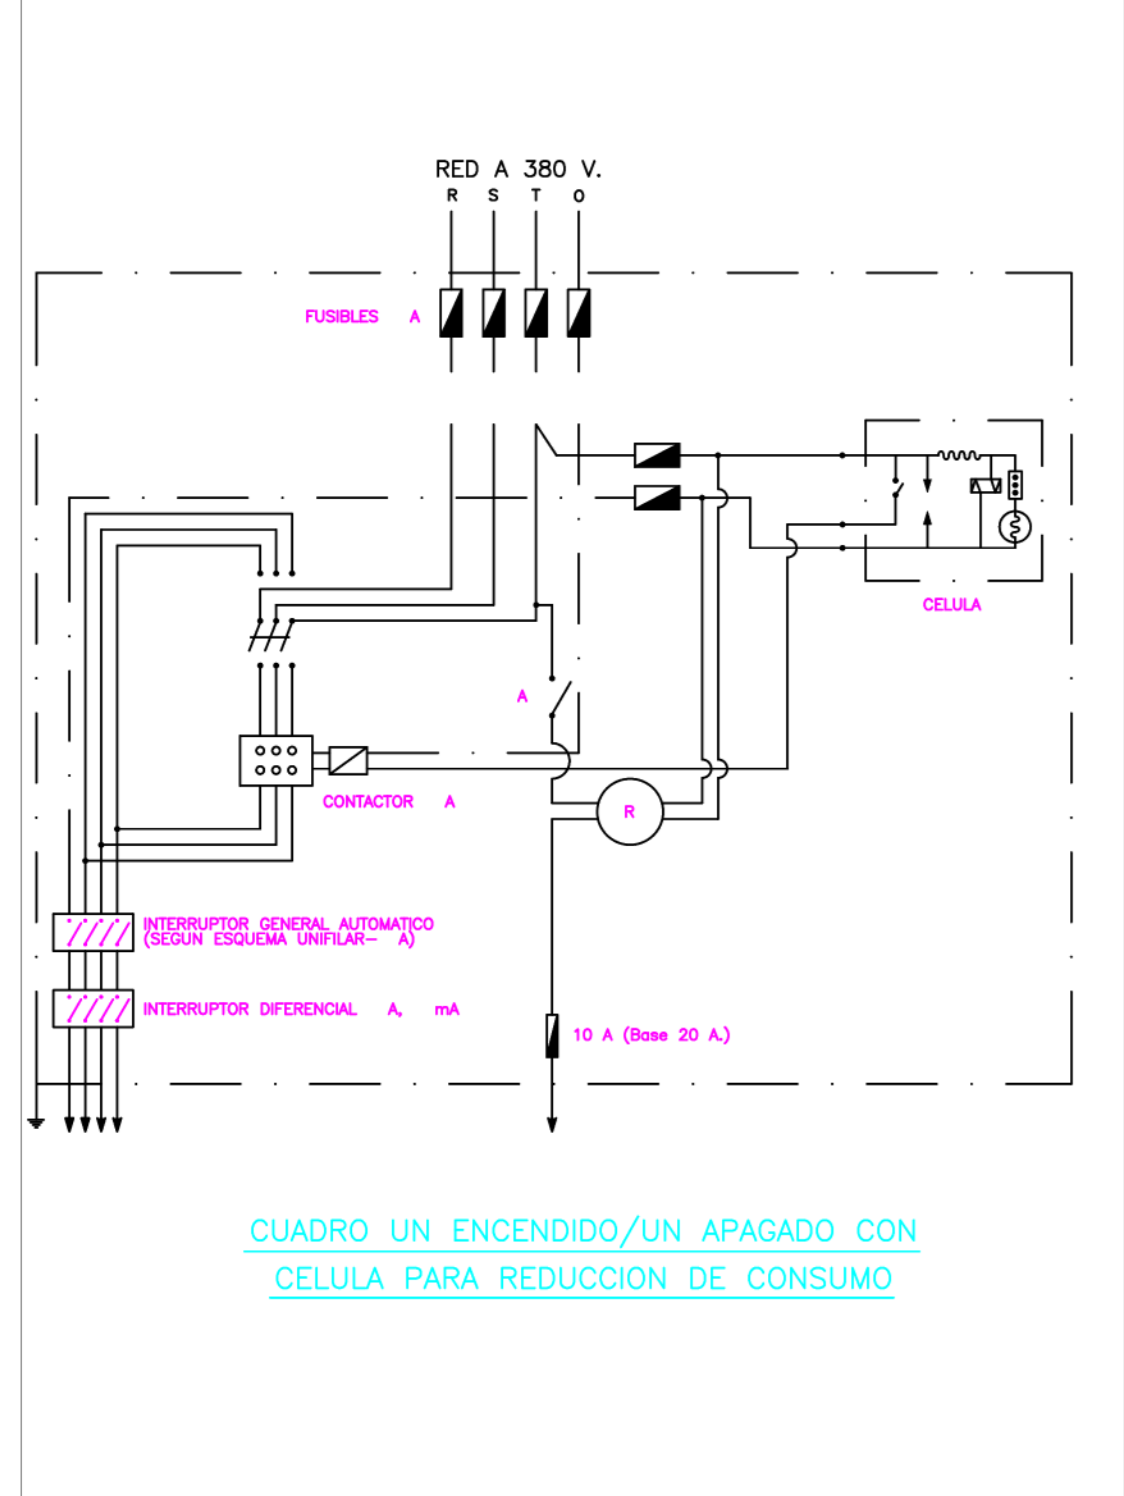 RED A 380 V.
R S T O
FUSIBLES A
CELULA
A
CONTACTOR A
R
INTERRUPTOR GENERAL AUTOMATICO
(SEGUN ESQUEMA UNIFILAR- A)
INTERRUPTOR DIFERENCIAL A, mA
10 A (Base 20 A.)
CUADRO UN ENCENDIDO/UN APAGADO CON
CELULA PARA REDUCCION DE CONSUMO